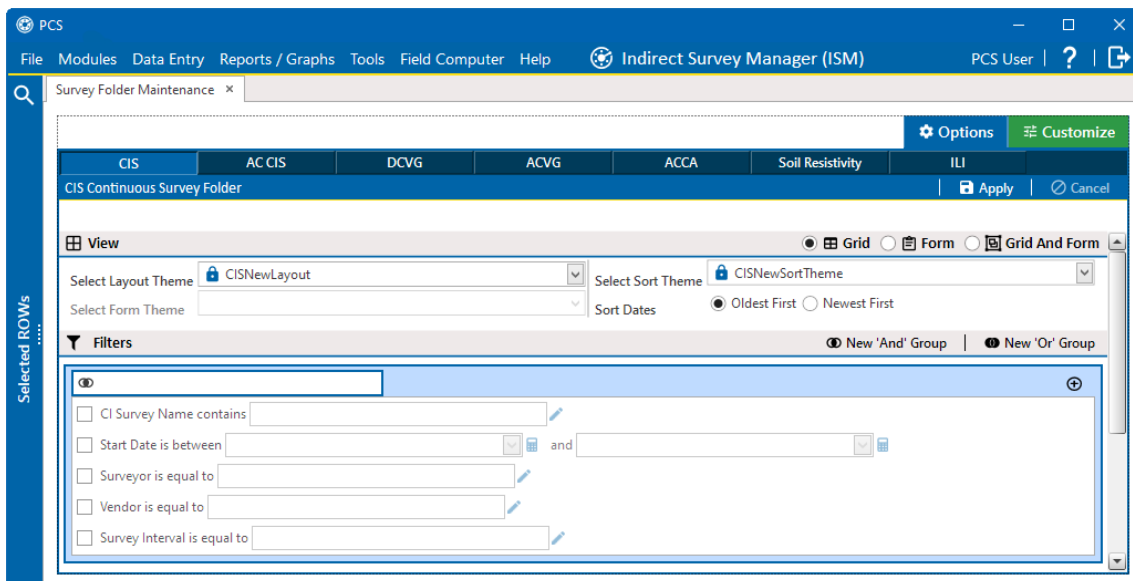 PCS
File Modules Data Entry Reports / Graphs Tools Field Computer Help Indirect Survey Manager (ISM) PCS User ?
Survey Folder Maintenance ×
Options Customize
CIS AC CIS DCVG ACVG ACCA Soil Resistivity ILI
CIS Continuous Survey Folder Apply Cancel
View Grid Form Grid And Form
Select Layout Theme CISNewLayout Select Sort Theme CISNewSortTheme
Select Form Theme Sort Dates Oldest First Newest First
Selected ROWs
Filters New 'And' Group New 'Or' Group
CI Survey Name contains
Start Date is between and
Surveyor is equal to
Vendor is equal to
Survey Interval is equal to